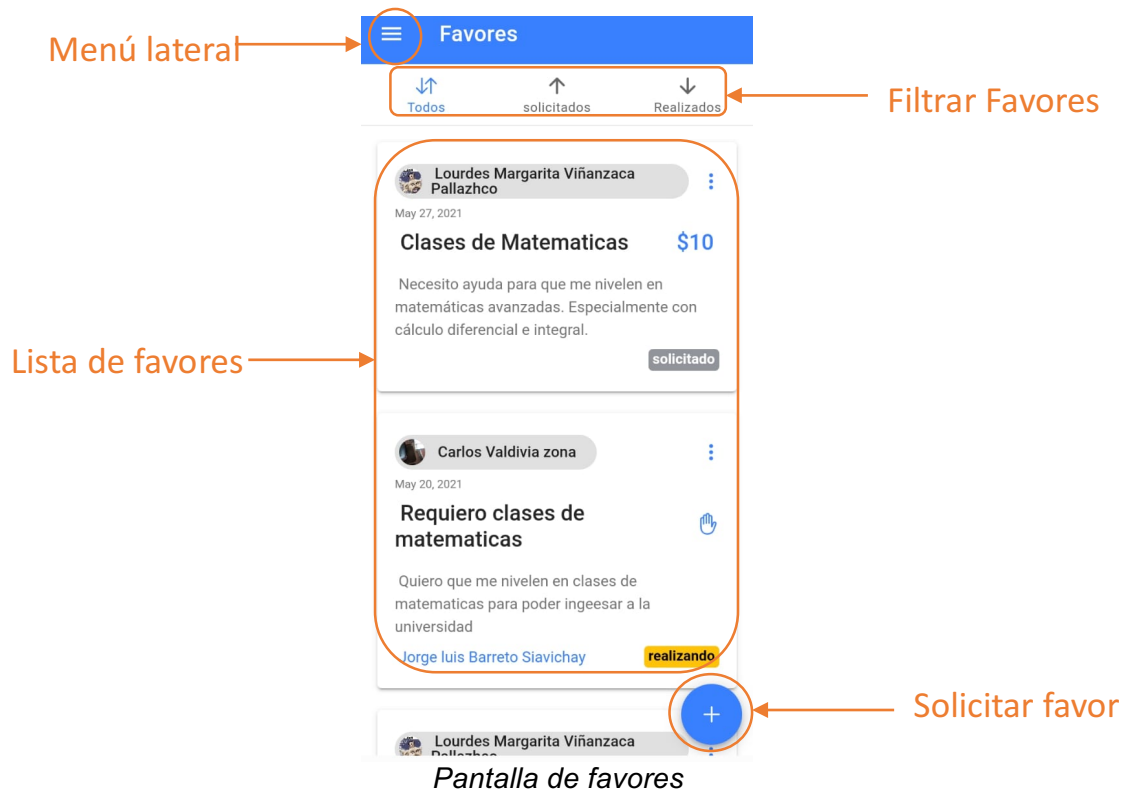 Menú lateral
Favores
Todos
solicitados
Realizados
Filtrar Favores
Lourdes Margarita Viñanzaca
Pallazhco
May 27, 2021
Clases de Matematicas
$10
Necesito ayuda para que me nivelen en
matemáticas avanzadas. Especialmente con
cálculo diferencial e integral.
solicitado
Lista de favores
Carlos Valdivia zona
May 20, 2021
Requiero clases de
matematicas
Quiero que me nivelen en clases de
matematicas para poder ingeesar a la
universidad
Jorge luis Barreto Siavichay
realizando
Solicitar favor
Lourdes Margarita Viñanzaca
Pallazhco
Pantalla de favores